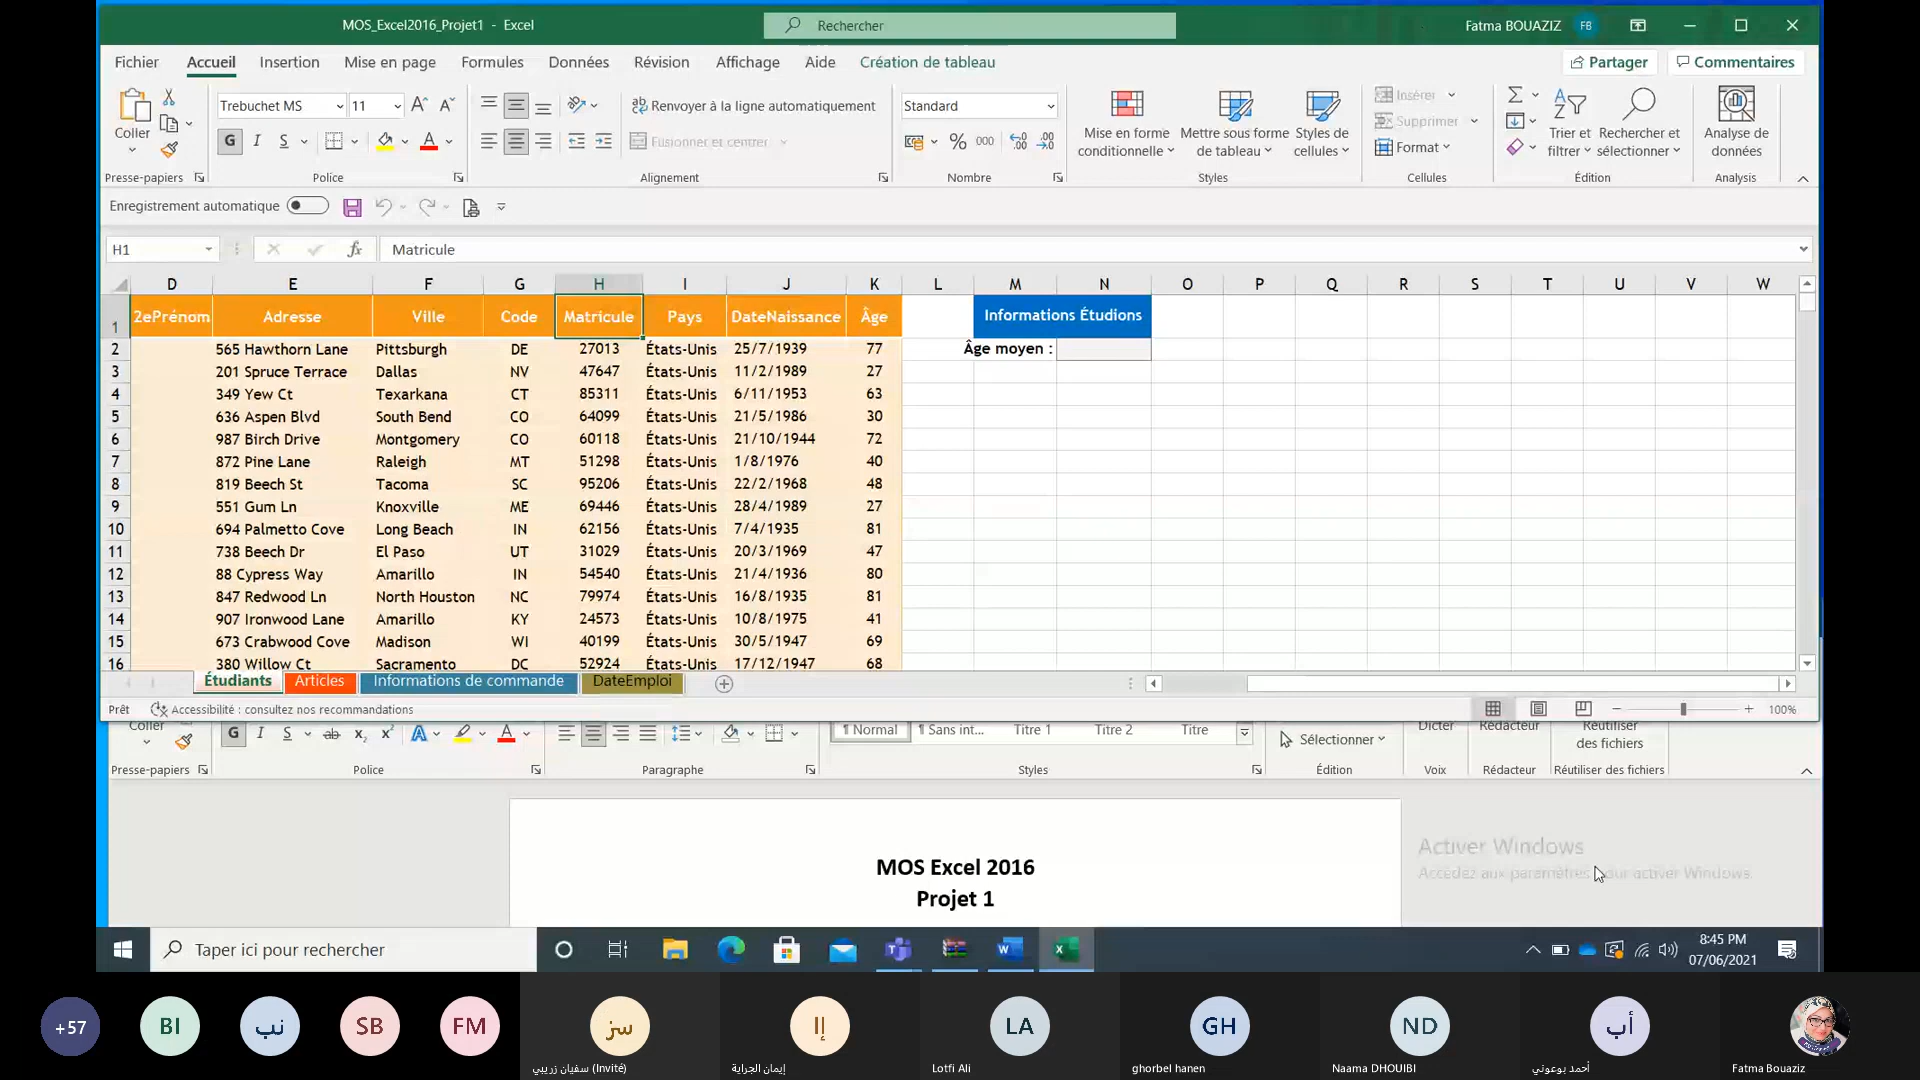 MOS_Excel2016_Projet1 - Excel
Rechercher
Fatma BOUAZIZ FB
Fichier Accueil Insertion Mise en page Formules Données Révision Affichage Aide Création de tableau
Partager Commentaires
Coller
Trebuchet MS 11
Renvoyer à la ligne automatiquement
Standard
Mise en forme conditionnelle
Mettre sous forme de tableau
Styles de cellules
Insérer
Supprimer
Format
Trier et filtrer
Rechercher et sélectionner
Analyse de données
G I S
Fusionner et centrer
% 000
Presse-papiers Police Alignement Nombre Styles Cellules Édition Analysis
Enregistrement automatique
H1 fx Matricule
D E F G H I J K L M N O P Q R S T U V W
1 2ePrénom Adresse Ville Code Matricule Pays DateNaissance Âge Informations Étudions
2 565 Hawthorn Lane Pittsburgh DE 27013 États-Unis 25/7/1939 77 Âge moyen :
3 201 Spruce Terrace Dallas NV 47647 États-Unis 11/2/1989 27
4 349 Yew Ct Texarkana CT 85311 États-Unis 6/11/1953 63
5 636 Aspen Blvd South Bend CO 64099 États-Unis 21/5/1986 30
6 987 Birch Drive Montgomery CO 60118 États-Unis 21/10/1944 72
7 872 Pine Lane Raleigh MT 51298 États-Unis 1/8/1976 40
8 819 Beech St Tacoma SC 95206 États-Unis 22/2/1968 48
9 551 Gum Ln Knoxville ME 69446 États-Unis 28/4/1989 27
10 694 Palmetto Cove Long Beach IN 62156 États-Unis 7/4/1935 81
11 738 Beech Dr El Paso UT 31029 États-Unis 20/3/1969 47
12 88 Cypress Way Amarillo IN 54540 États-Unis 21/4/1936 80
13 847 Redwood Ln North Houston NC 79974 États-Unis 16/8/1935 81
14 907 Ironwood Lane Amarillo KY 24573 États-Unis 10/8/1975 41
15 673 Crabwood Cove Madison WI 40199 États-Unis 30/5/1947 69
16 380 Willow Ct Sacramento DC 52924 États-Unis 17/12/1947 68
Étudiants Articles Informations de commande DateEmploi
Prêt Accessibilité : consultez nos recommandations 100%
Coller
G I S ab x₂ x² A A
¶ Normal ¶ Sans int... Titre 1 Titre 2 Titre
Sélectionner
Dicter Rédacteur Réutiliser des fichiers
Presse-papiers Police Paragraphe Styles Édition Voix Rédacteur Réutiliser des fichiers
MOS Excel 2016
Projet 1
Activer Windows
Accédez aux paramètres pour activer Windows.
Taper ici pour rechercher
8:45 PM
07/06/2021
+57 BI نب SB FM سز إا LA GH ND أب
سفيان زريبي (Invité) إيمان الجراية Lotfi Ali ghorbel hanen Naama DHOUIBI أحمد بوعوني Fatma Bouaziz